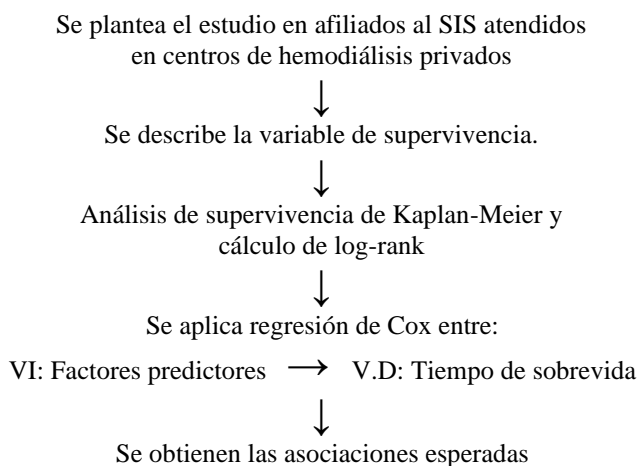 Se plantea el estudio en afiliados al SIS atendidos
en centros de hemodiálisis privados
↓
Se describe la variable de supervivencia.
↓
Análisis de supervivencia de Kaplan-Meier y
cálculo de log-rank
↓
Se aplica regresión de Cox entre:
VI: Factores predictores → V.D: Tiempo de sobrevida
↓
Se obtienen las asociaciones esperadas